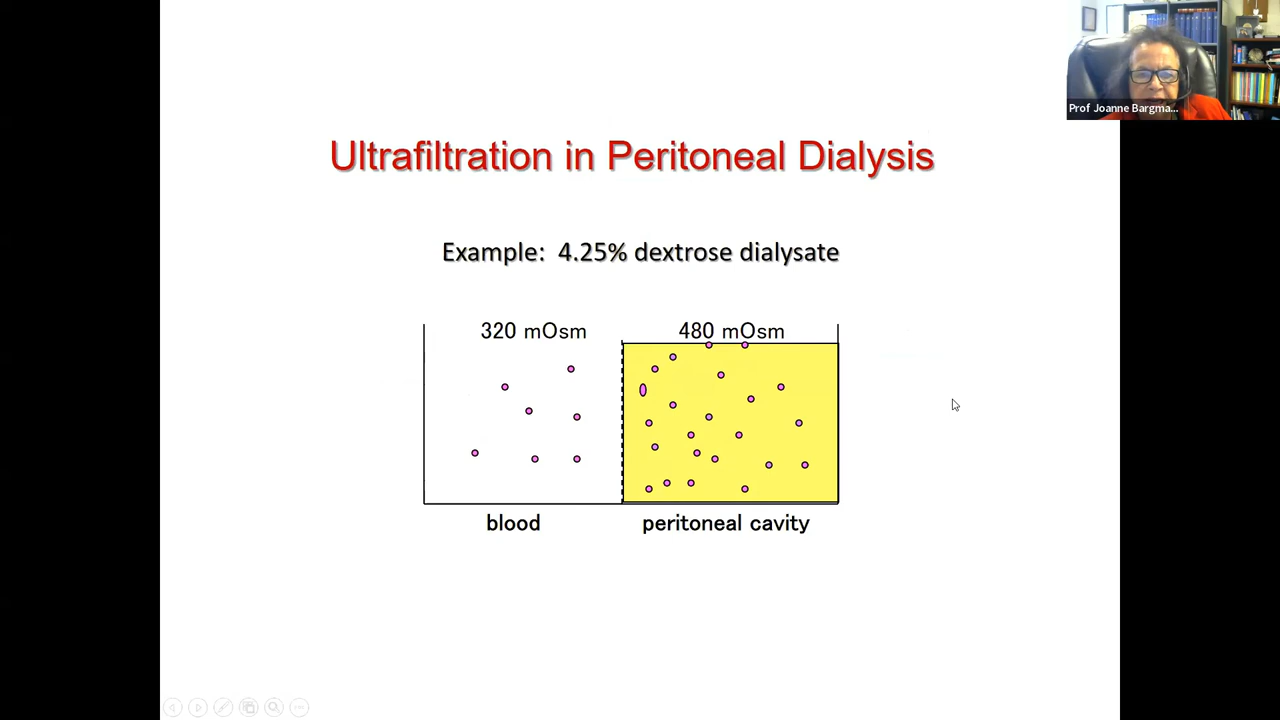 Prof Joanne Bargma...
Ultrafiltration in Peritoneal Dialysis
Example: 4.25% dextrose dialysate
320 mOsm 480 mOsm
blood peritoneal cavity